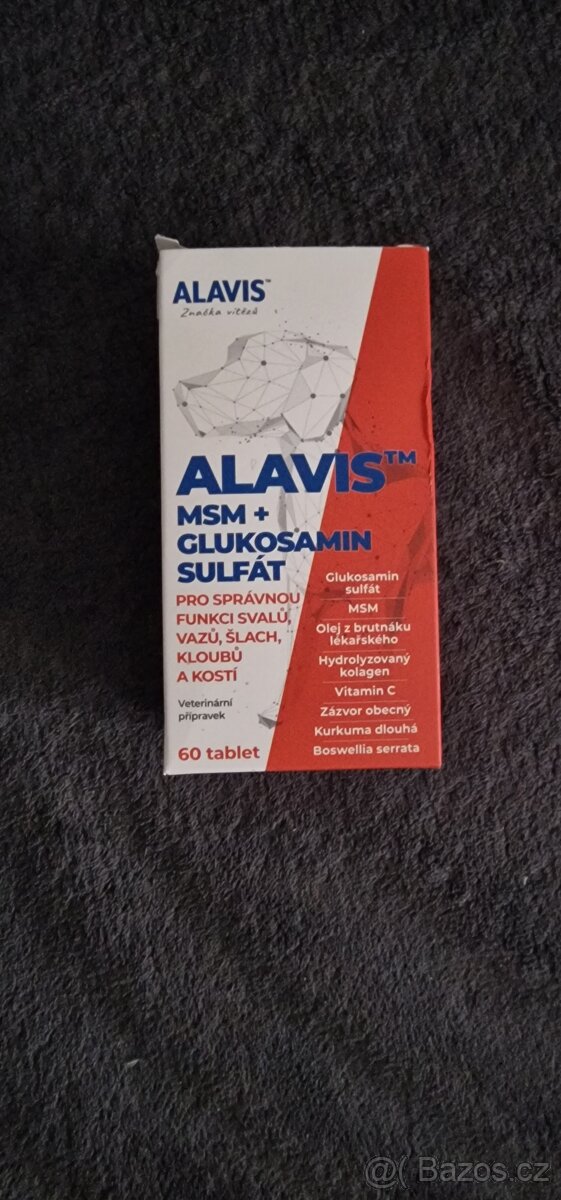 ALAVIS™
Značka vítězů
ALAVIS™
MSM +
GLUKOSAMIN
SULFÁT
PRO SPRÁVNOU
FUNKCI SVALŮ,
VAZŮ, ŠLACH,
KLOUBŮ
A KOSTÍ
Veterinární
přípravek
60 tablet
Glukosamin
sulfát
MSM
Olej z brutnáku
lékařského
Hydrolyzovaný
kolagen
Vitamin C
Zázvor obecný
Kurkuma dlouhá
Boswellia serrata
@( Bazos.cz